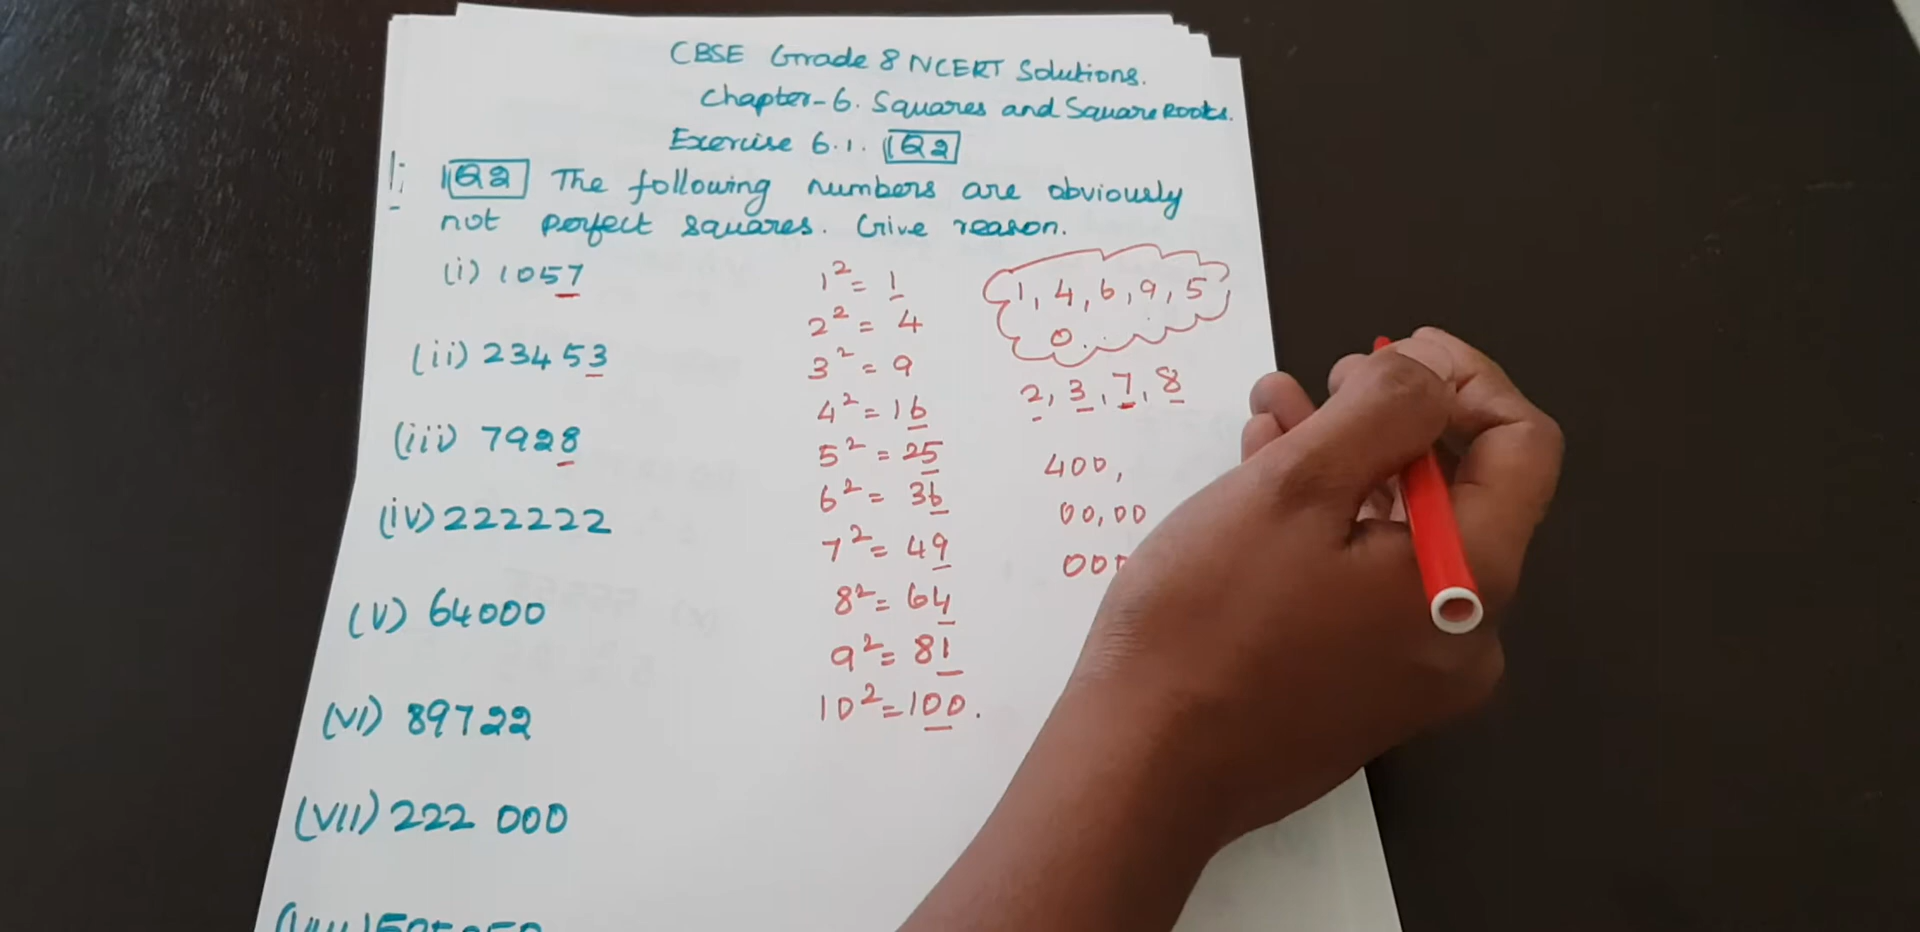 CBSE Grade 8 NCERT Solutions.
Chapter-6. Squares and Square Roots.
Exercise 6.1. Q2
Q2 The following numbers are obviously
not perfect squares. Give reason.
(i) 1057
(ii) 23453
(iii) 7928
(iv) 222222
(v) 64000
(vi) 89722
(vii) 222 000
1² = 1
2² = 4
3² = 9
4² = 16
5² = 25
6² = 36
7² = 49
8² = 64
9² = 81
10² = 100.
1, 4, 6, 9, 5
0.
2, 3, 7, 8
400,
00,00